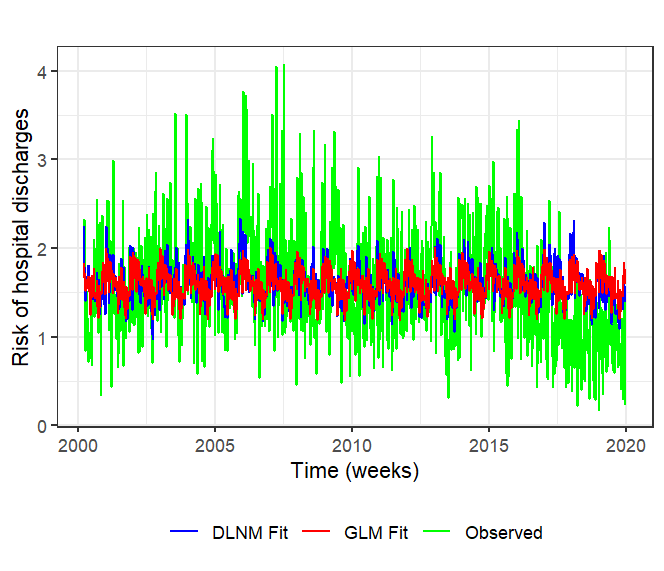 Risk of hospital discharges
4
3
2
1
0
2000 2005 2010 2015 2020
Time (weeks)
DLNM Fit GLM Fit Observed